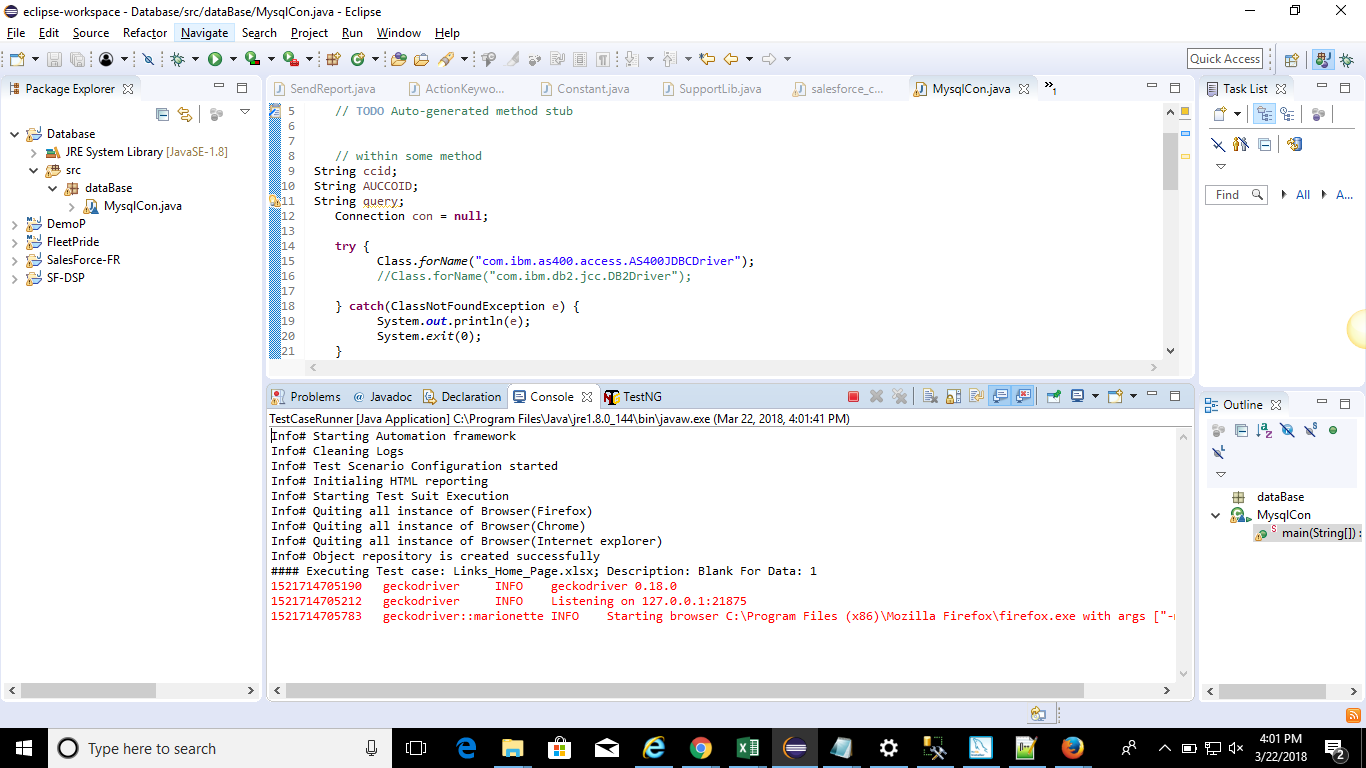 eclipse-workspace - Database/src/dataBase/MysqlCon.java - Eclipse
File Edit Source Refactor Navigate Search Project Run Window Help
Quick Access
Package Explorer
Database
JRE System Library [JavaSE-1.8]
src
dataBase
MysqlCon.java
DemoP
FleetPride
SalesForce-FR
SF-DSP
SendReport.java ActionKeywo... Constant.java SupportLib.java salesforce_c... MysqlCon.java »1
5 // TODO Auto-generated method stub
6
7
8 // within some method
9 String ccid;
10 String AUCCOID;
11 String query;
12 Connection con = null;
13
14 try {
15 Class.forName("com.ibm.as400.access.AS400JDBCDriver");
16 //Class.forName("com.ibm.db2.jcc.DB2Driver");
17
18 } catch(ClassNotFoundException e) {
19 System.out.println(e);
20 System.exit(0);
21 }
Problems @ Javadoc Declaration Console TestNG
TestCaseRunner [Java Application] C:\Program Files\Java\jre1.8.0_144\bin\javaw.exe (Mar 22, 2018, 4:01:41 PM)
Info# Starting Automation framework
Info# Cleaning Logs
Info# Test Scenario Configuration started
Info# Initialing HTML reporting
Info# Starting Test Suit Execution
Info# Quiting all instance of Browser(Firefox)
Info# Quiting all instance of Browser(Chrome)
Info# Quiting all instance of Browser(Internet explorer)
Info# Object repository is created successfully
#### Executing Test case: Links_Home_Page.xlsx; Description: Blank For Data: 1
1521714705190 geckodriver INFO geckodriver 0.18.0
1521714705212 geckodriver INFO Listening on 127.0.0.1:21875
1521714705783 geckodriver::marionette INFO Starting browser C:\Program Files (x86)\Mozilla Firefox\firefox.exe with args ["-
Task List
Find All A...
Outline
dataBase
MysqlCon
main(String[]) :
Type here to search
4:01 PM
3/22/2018
2